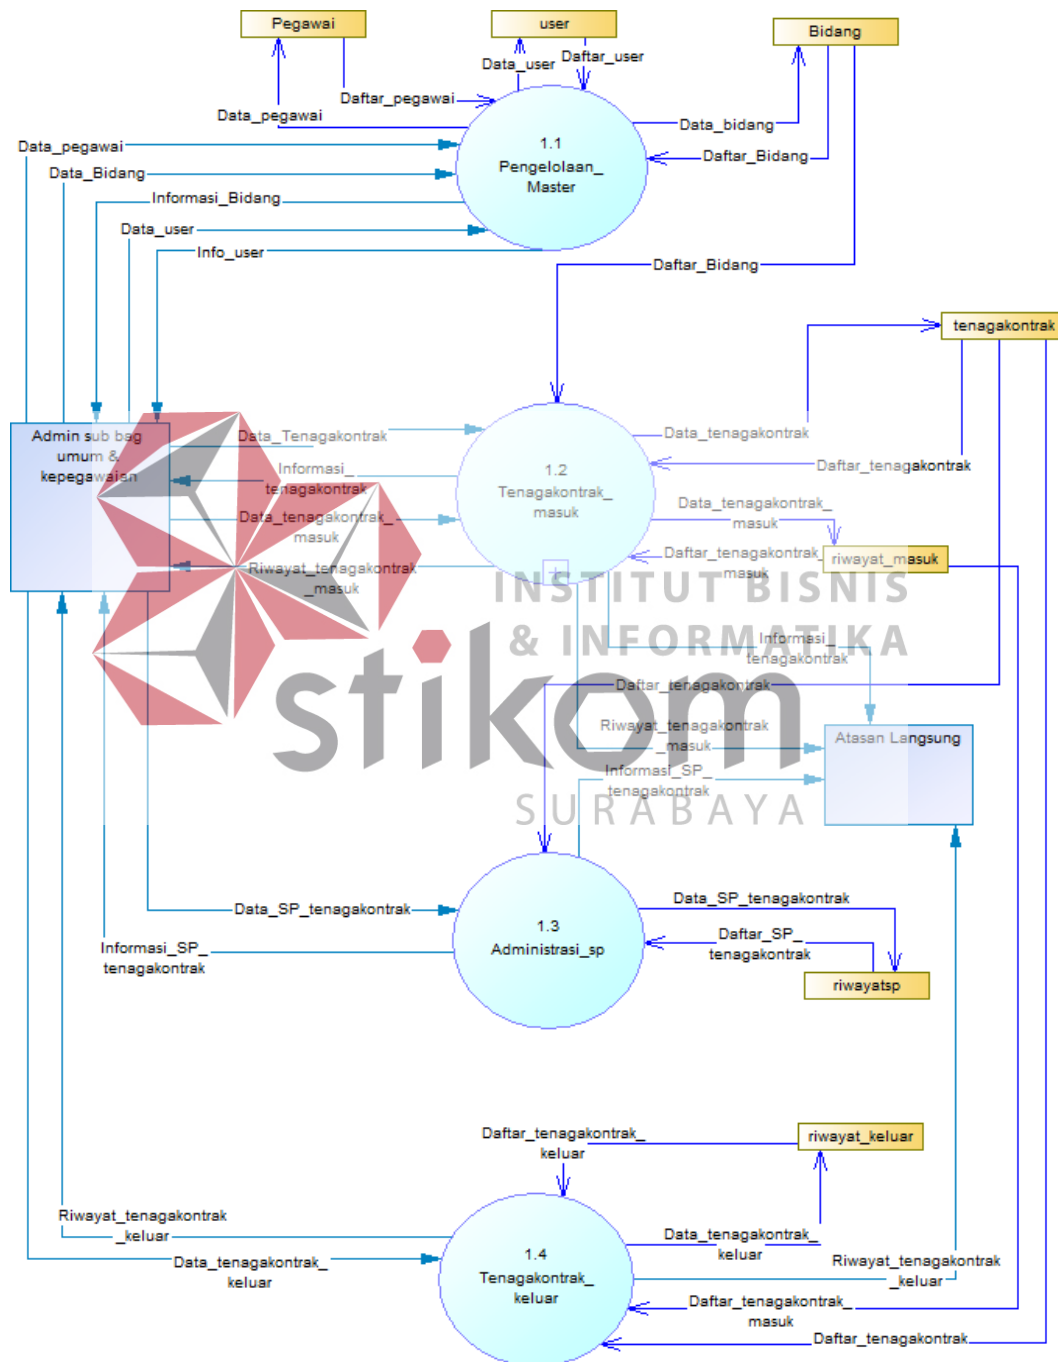 Pegawai
user
Bidang
Data_user
Daftar_user
Daftar_pegawai
Data_pegawai
Data_bidang
Daftar_Bidang
1.1
Pengelolaan_
Master
Data_pegawai
Data_Bidang
Informasi_Bidang
Data_user
Info_user
Daftar_Bidang
tenagakontrak
Admin sub bag
umum &
kepegawaian
Data_Tenagakontrak
Informasi_
tenagakontrak
Data_tenagakontrak_
masuk
Riwayat_tenagakontrak
_masuk
1.2
Tenagakontrak_
masuk
Data_tenagakontrak
Daftar_tenagakontrak
Data_tenagakontrak_
masuk
Daftar_tenagakontrak_
masuk
riwayat_masuk
INSTITUT BISNIS
& INFORMATIKA
stikom
SURABAYA
Informasi_
tenagakontrak
Daftar_tenagakontrak
Riwayat_tenagakontrak
_masuk
Informasi_SP_
tenagakontrak
Atasan Langsung
Data_SP_tenagakontrak
Informasi_SP_
tenagakontrak
1.3
Administrasi_sp
Data_SP_tenagakontrak
Daftar_SP_
tenagakontrak
riwayatsp
Daftar_tenagakontrak_
keluar
riwayat_keluar
Riwayat_tenagakontrak
_keluar
Data_tenagakontrak_
keluar
1.4
Tenagakontrak_
keluar
Data_tenagakontrak_
keluar
Riwayat_tenagakontrak
_keluar
Daftar_tenagakontrak_
masuk
Daftar_tenagakontrak